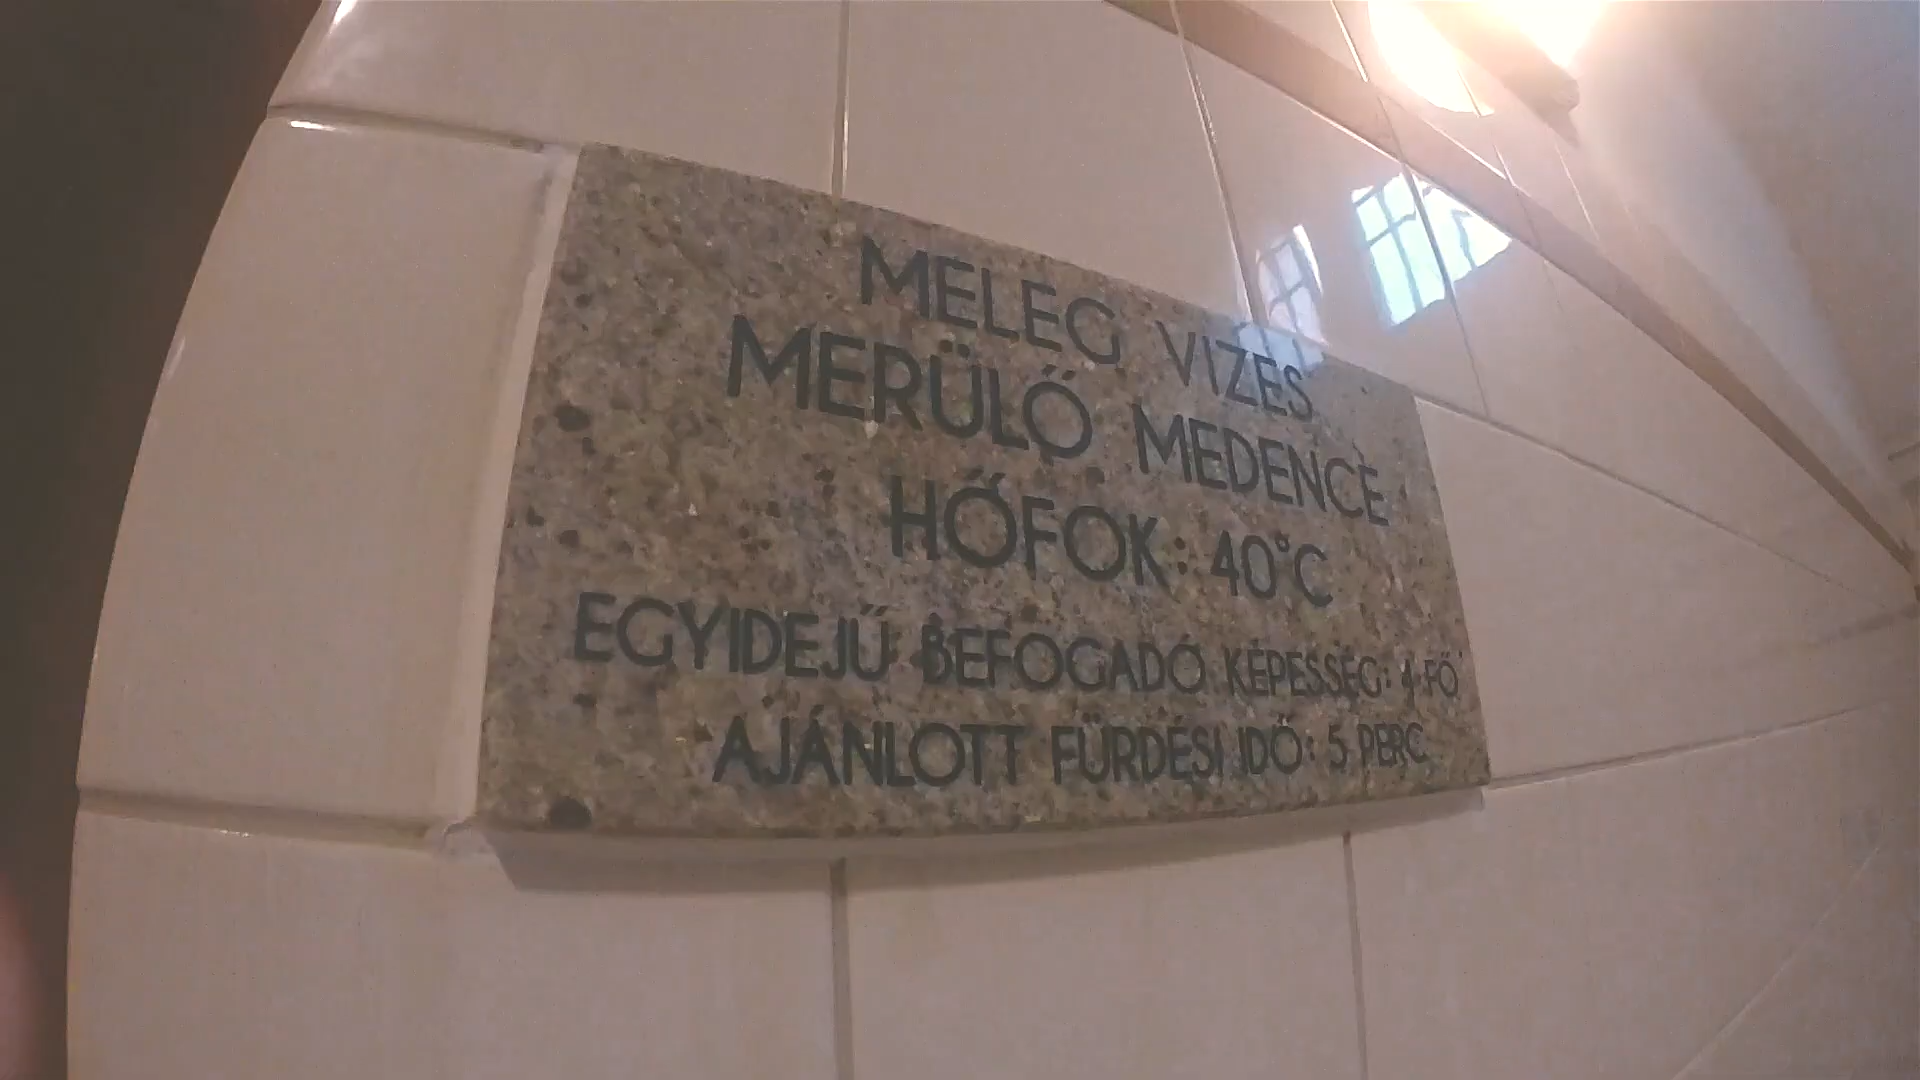 MELEG VIZES
MERÜLŐ MEDENCE
HŐFOK: 40°C
EGYIDEJŰ BEFOGADÓ KÉPESSÉG: 4 FŐ
AJÁNLOTT FÜRDÉSI IDŐ: 5 PERC